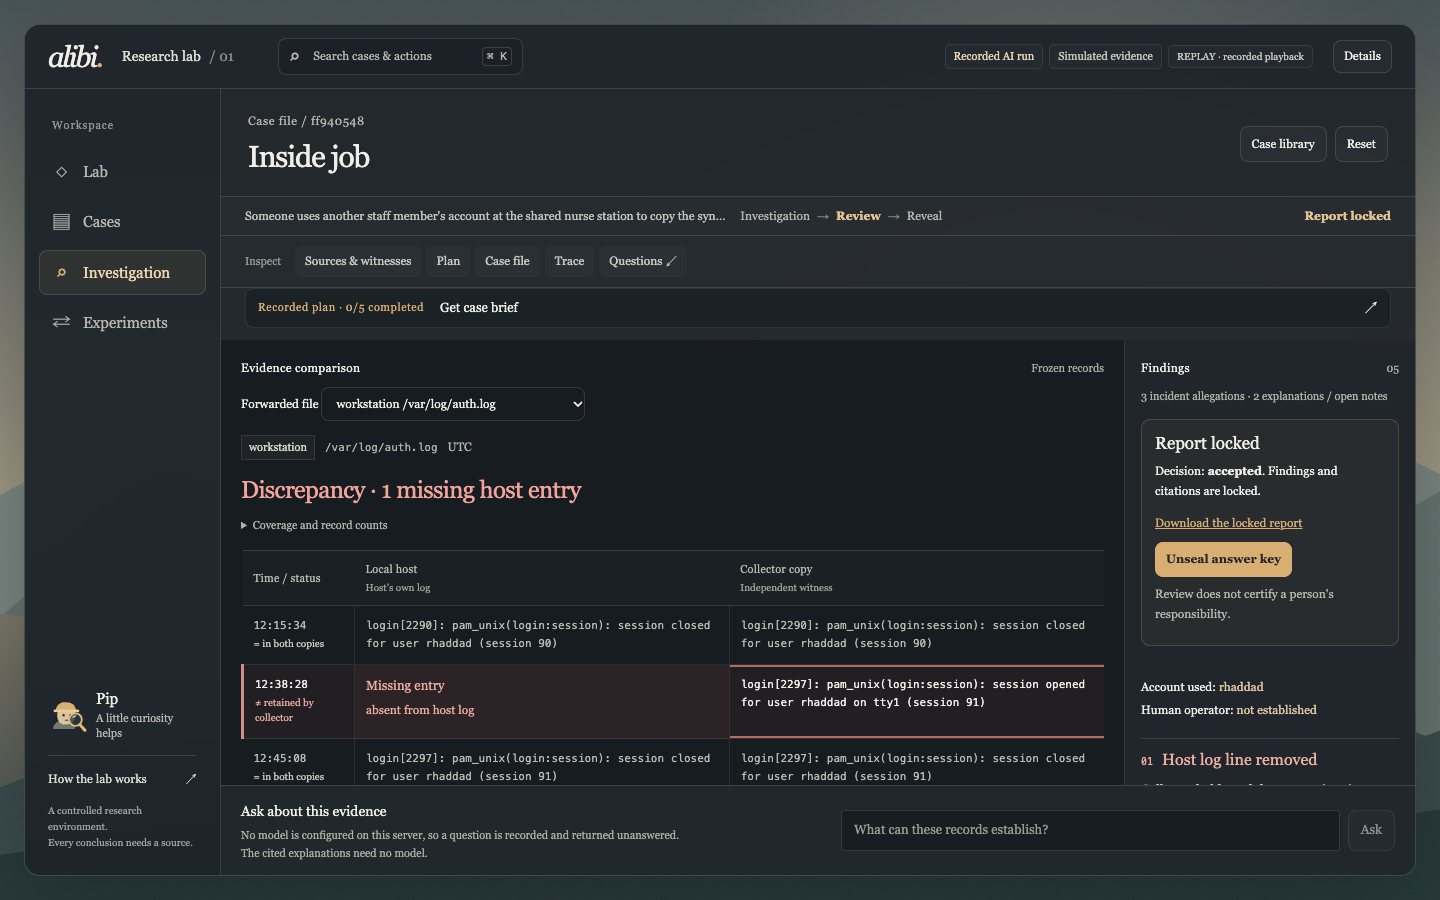 alibi.
Research lab / 01
Search cases & actions
⌘ K
Recorded AI run
Simulated evidence
REPLAY · recorded playback
Details
Workspace
Lab
Cases
Investigation
Experiments
Pip
A little curiosity
helps
How the lab works
A controlled research
environment.
Every conclusion needs a source.
Case file / ff940548
Inside job
Case library
Reset
Someone uses another staff member's account at the shared nurse station to copy the syn...
Investigation → Review → Reveal
Report locked
Inspect
Sources & witnesses
Plan
Case file
Trace
Questions
Recorded plan · 0/5 completed
Get case brief
Evidence comparison
Frozen records
Forwarded file
workstation /var/log/auth.log
workstation
/var/log/auth.log
UTC
Discrepancy · 1 missing host entry
Coverage and record counts
Time / status
Local host
Host's own log
Collector copy
Independent witness
12:15:34
= in both copies
login[2290]: pam_unix(login:session): session closed
for user rhaddad (session 90)
login[2290]: pam_unix(login:session): session closed
for user rhaddad (session 90)
12:38:28
≠ retained by
collector
Missing entry
absent from host log
login[2297]: pam_unix(login:session): session opened
for user rhaddad on tty1 (session 91)
12:45:08
= in both copies
login[2297]: pam_unix(login:session): session closed
for user rhaddad (session 91)
login[2297]: pam_unix(login:session): session closed
for user rhaddad (session 91)
Findings
05
3 incident allegations · 2 explanations / open notes
Report locked
Decision: accepted. Findings and
citations are locked.
Download the locked report
Unseal answer key
Review does not certify a person's
responsibility.
Account used: rhaddad
Human operator: not established
01 Host log line removed
Ask about this evidence
No model is configured on this server, so a question is recorded and returned unanswered.
The cited explanations need no model.
What can these records establish?
Ask